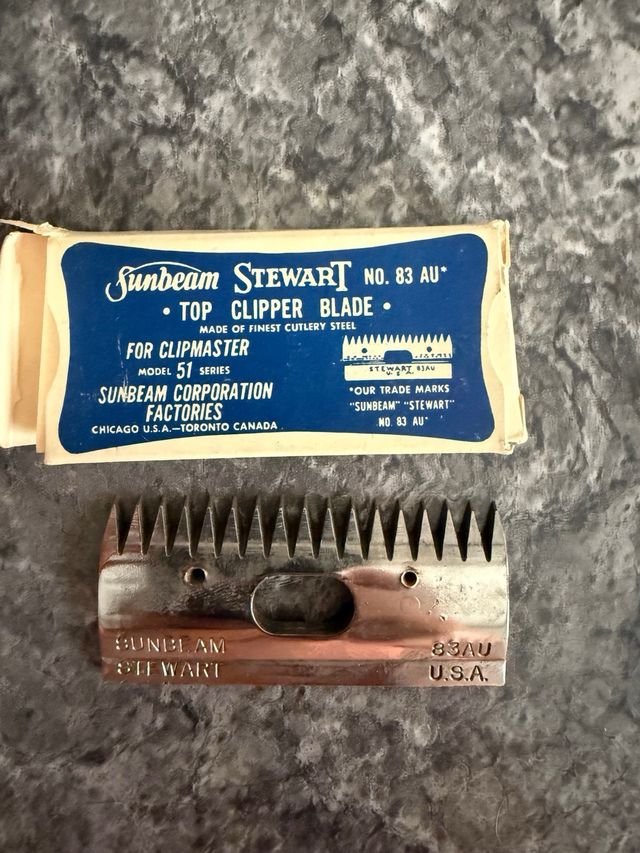 Sunbeam STEWART NO. 83 AU*
• TOP CLIPPER BLADE •
MADE OF FINEST CUTLERY STEEL
FOR CLIPMASTER
MODEL 51 SERIES
SUNBEAM CORPORATION
FACTORIES
CHICAGO U.S.A.—TORONTO CANADA
STEWART 83AU
U.S.A.
*OUR TRADE MARKS
"SUNBEAM" "STEWART"
NO. 83 AU*
SUNBEAM
STEWART
83AU
U.S.A.